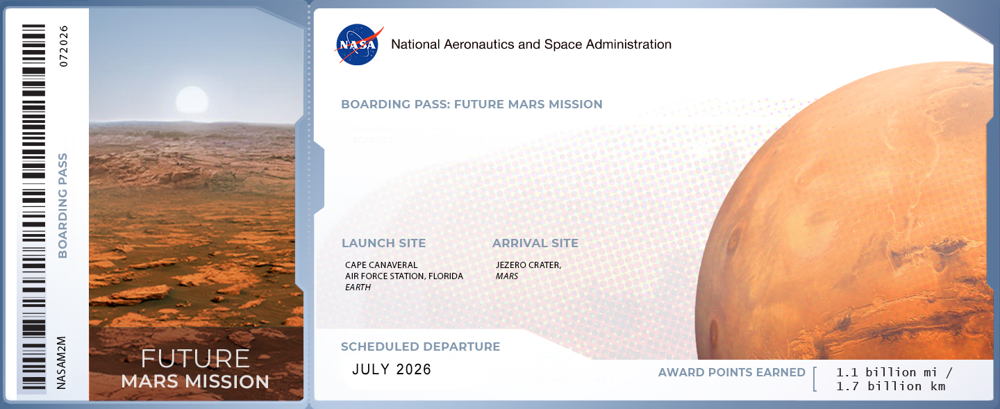 072026
BOARDING PASS
NASAM2M
FUTURE
MARS MISSION
NASA
National Aeronautics and Space Administration
BOARDING PASS: FUTURE MARS MISSION
LAUNCH SITE
CAPE CANAVERAL
AIR FORCE STATION, FLORIDA
EARTH
ARRIVAL SITE
JEZERO CRATER,
MARS
SCHEDULED DEPARTURE
JULY 2026
AWARD POINTS EARNED
1.1 billion mi /
1.7 billion km